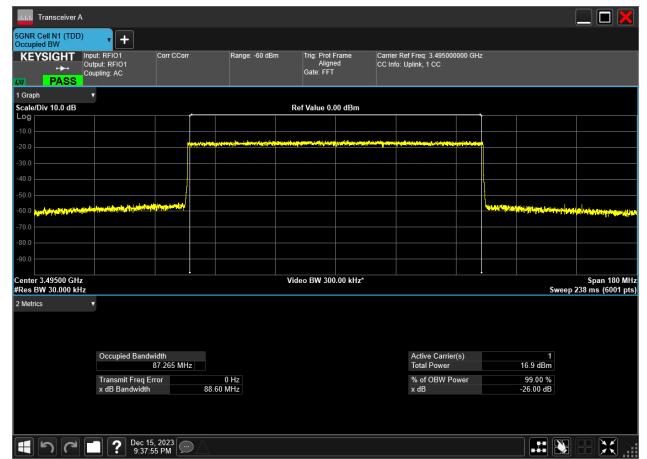 Transceiver A
5GNR Cell N1 (TDD)
Occupied BW
KEYSIGHT
LW
PASS
Input: RFIO1
Output: RFIO1
Coupling: AC
Corr CCorr
Range: -60 dBm
Trig: Prot Frame
Aligned
Gate: FFT
Carrier Ref Freq: 3.495000000 GHz
CC Info: Uplink, 1 CC
1 Graph
Scale/Div 10.0 dB
Ref Value 0.00 dBm
Log
-10.0
-20.0
-30.0
-40.0
-50.0
-60.0
-70.0
-80.0
-90.0
Center 3.49500 GHz
Video BW 300.00 kHz*
Span 180 MHz
#Res BW 30.000 kHz
Sweep 238 ms (6001 pts)
2 Metrics
Occupied Bandwidth
87.265 MHz
Transmit Freq Error 0 Hz
x dB Bandwidth 88.60 MHz
Active Carrier(s) 1
Total Power 16.9 dBm
% of OBW Power 99.00 %
x dB -26.00 dB
Dec 15, 2023
9:37:55 PM